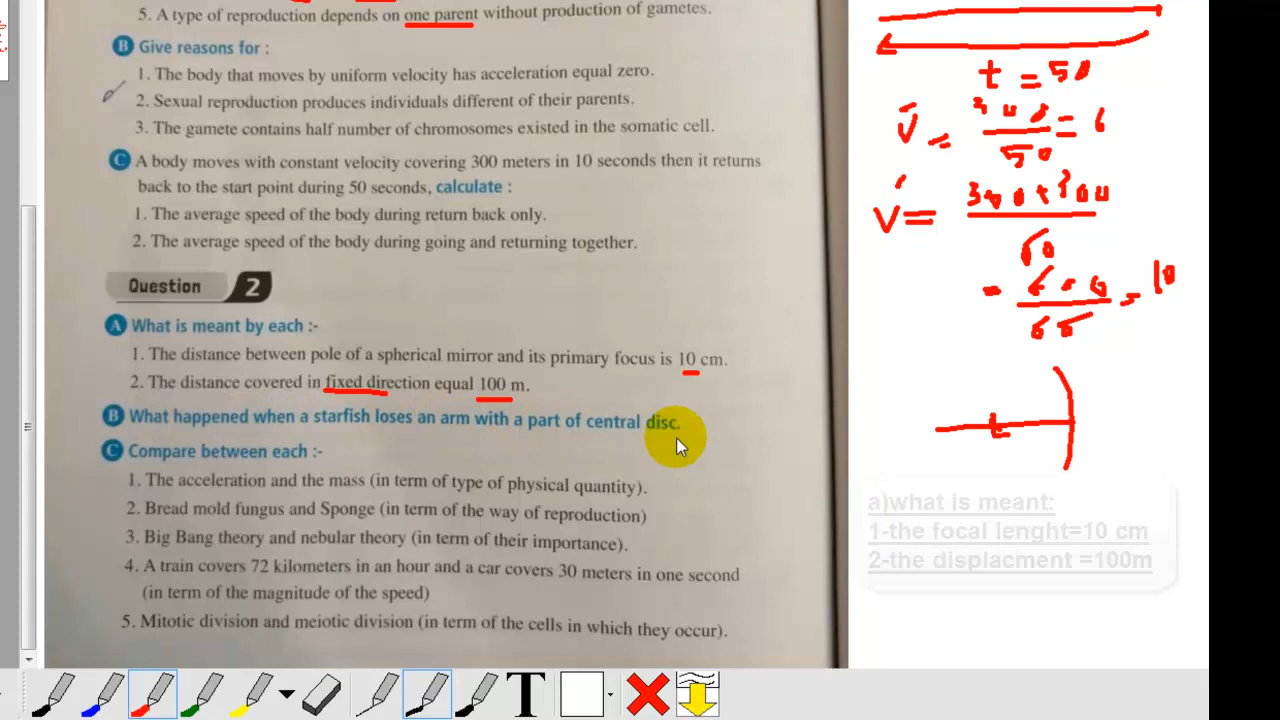 5. A type of reproduction depends on one parent without production of gametes.
B Give reasons for :
1. The body that moves by uniform velocity has acceleration equal zero.
2. Sexual reproduction produces individuals different of their parents.
3. The gamete contains half number of chromosomes existed in the somatic cell.
C A body moves with constant velocity covering 300 meters in 10 seconds then it returns
back to the start point during 50 seconds, calculate :
1. The average speed of the body during return back only.
2. The average speed of the body during going and returning together.
Question 2
A What is meant by each :-
1. The distance between pole of a spherical mirror and its primary focus is 10 cm.
2. The distance covered in fixed direction equal 100 m.
B What happened when a starfish loses an arm with a part of central disc.
C Compare between each :-
1. The acceleration and the mass (in term of type of physical quantity).
2. Bread mold fungus and Sponge (in term of the way of reproduction)
3. Big Bang theory and nebular theory (in term of their importance).
4. A train covers 72 kilometers in an hour and a car covers 30 meters in one second
(in term of the magnitude of the speed)
5. Mitotic division and meiotic division (in term of the cells in which they occur).
t = 50
V = 300 / 50 = 6
V = 300 + 300 / 60
= 600 / 60 = 10
a)what is meant:
1-the focal lenght=10 cm
2-the displacment =100m
T